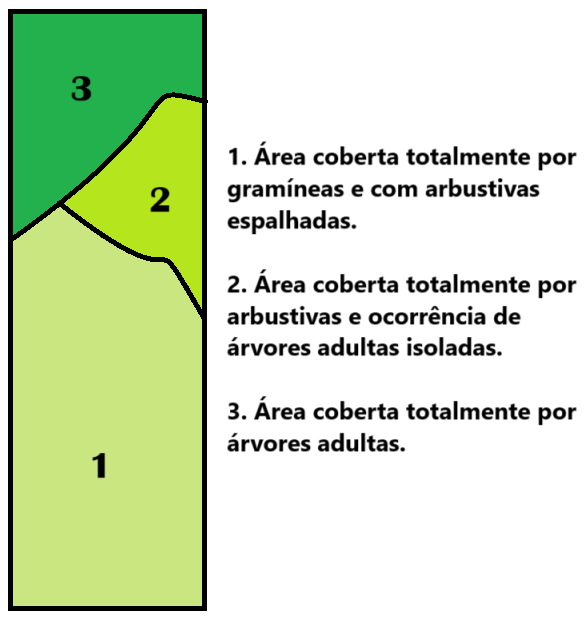 3
2
1
1. Área coberta totalmente por
gramíneas e com arbustivas
espalhadas.
2. Área coberta totalmente por
arbustivas e ocorrência de
árvores adultas isoladas.
3. Área coberta totalmente por
árvores adultas.